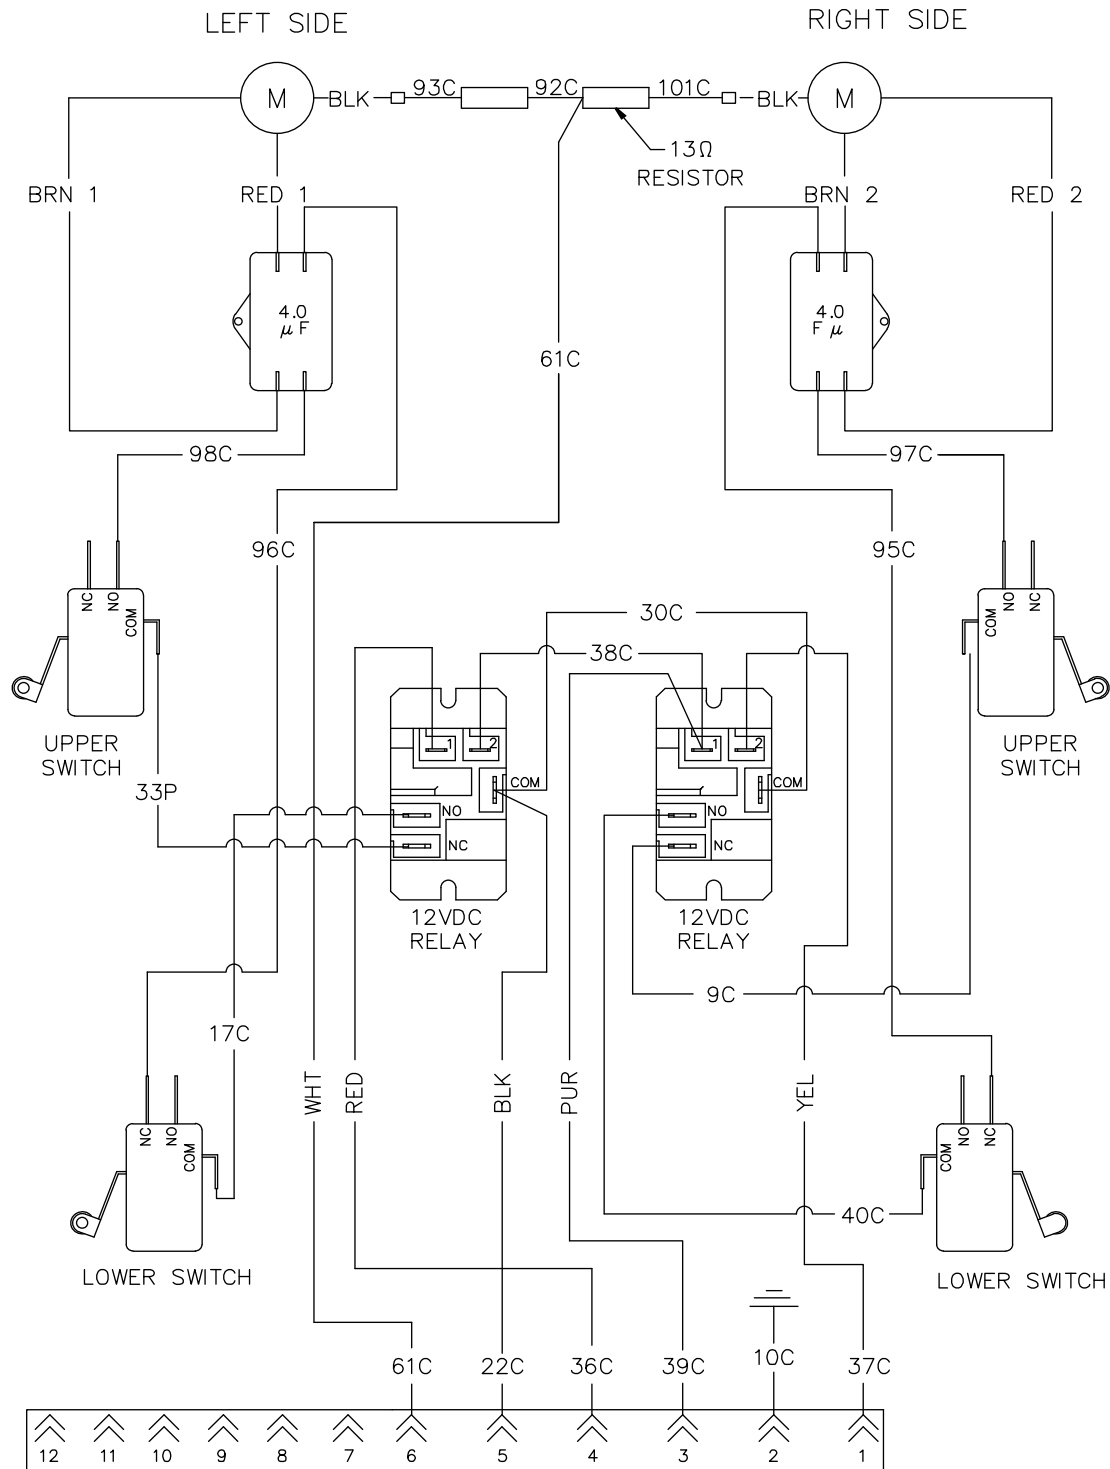 LEFT SIDE
RIGHT SIDE
M
BLK
93C
92C
101C
BLK
M
13Ω
RESISTOR
BRN 1
RED 1
BRN 2
RED 2
4.0
µ F
4.0
F µ
61C
98C
97C
96C
95C
NC
NO
COM
COM
NO
NC
30C
38C
UPPER
SWITCH
UPPER
SWITCH
33P
1
2
COM
NO
NC
1
2
COM
NO
NC
12VDC
RELAY
12VDC
RELAY
9C
17C
WHT
RED
BLK
PUR
YEL
NC
NO
COM
COM
NO
NC
40C
LOWER SWITCH
LOWER SWITCH
61C
22C
36C
39C
10C
37C
12
11
10
9
8
7
6
5
4
3
2
1